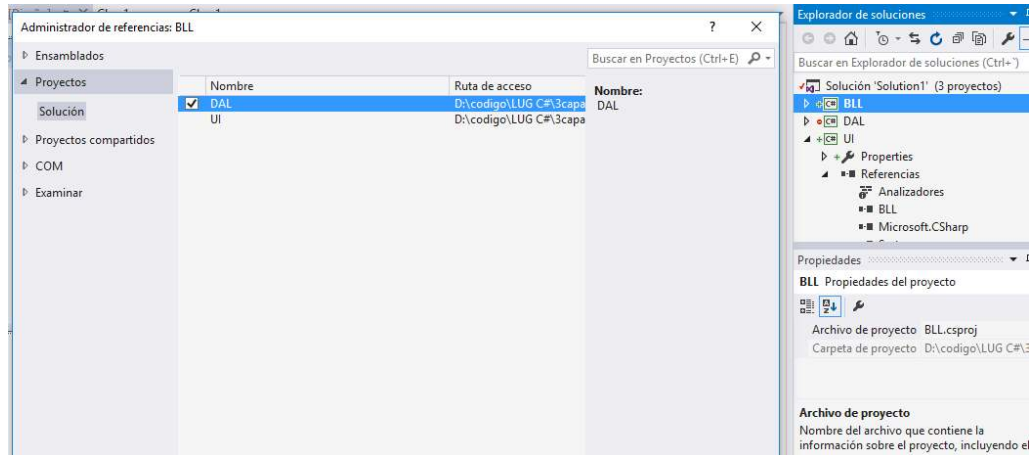 Administrador de referencias: BLL
? ×
Ensamblados
Proyectos
Solución
Proyectos compartidos
COM
Examinar
Buscar en Proyectos (Ctrl+E)
Nombre
Ruta de acceso
DAL
D:\codigo\LUG C#\3capa
UI
D:\codigo\LUG C#\3capa
Nombre:
DAL
Explorador de soluciones
Buscar en Explorador de soluciones (Ctrl+`)
Solución 'Solution1' (3 proyectos)
C# BLL
C# DAL
C# UI
Properties
Referencias
Analizadores
BLL
Microsoft.CSharp
Propiedades
BLL Propiedades del proyecto
Archivo de proyecto BLL.csproj
Carpeta de proyecto D:\codigo\LUG C#\3
Archivo de proyecto
Nombre del archivo que contiene la
información sobre el proyecto, incluyendo el